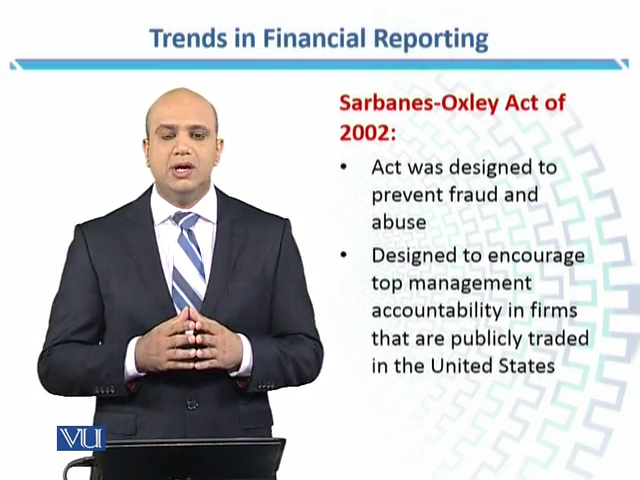 Trends in Financial Reporting
Sarbanes-Oxley Act of
2002:
• Act was designed to
prevent fraud and
abuse
• Designed to encourage
top management
accountability in firms
that are publicly traded
in the United States
VU